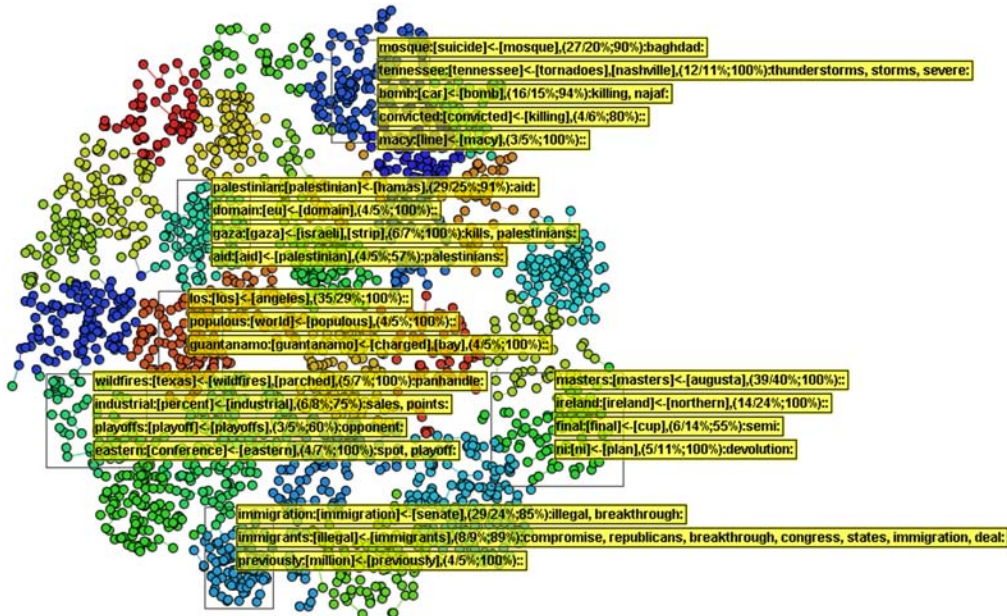 mosque:[suicide]<-[mosque],(27/20%;90%):baghdad:
tennessee:[tennessee]<-[tornadoes],[nashville],(12/11%;100%):thunderstorms, storms, severe:
bomb:[car]<-[bomb],(16/15%;94%):killing, najaf:
convicted:[convicted]<-[killing],(4/6%;80%)::
macy:[line]<-[macy],(3/5%;100%)::
palestinian:[palestinian]<-[hamas],(29/25%;91%):aid:
domain:[eu]<-[domain],(4/5%;100%)::
gaza:[gaza]<-[israeli],[strip],(6/7%;100%):kills, palestinians:
aid:[aid]<-[palestinian],(4/5%;57%):palestinians:
los:[los]<-[angeles],(35/29%;100%)::
populous:[world]<-[populous],(4/5%;100%)::
guantanamo:[guantanamo]<-[charged],[bay],(4/5%;100%)::
wildfires:[texas]<-[wildfires],[parched],(5/7%;100%):panhandle:
industrial:[percent]<-[industrial],(6/8%;75%):sales, points:
playoffs:[playoff]<-[playoffs],(3/5%;60%):opponent:
eastern:[conference]<-[eastern],(4/7%;100%):spot, playoff:
masters:[masters]<-[augusta],(39/40%;100%)::
ireland:[ireland]<-[northern],(14/24%;100%)::
final:[final]<-[cup],(6/14%;55%):semi:
ni:[ni]<-[plan],(5/11%;100%):devolution:
immigration:[immigration]<-[senate],(29/24%;85%):illegal, breakthrough:
immigrants:[illegal]<-[immigrants],(8/9%;89%):compromise, republicans, breakthrough, congress, states, immigration, deal:
previously:[million]<-[previously],(4/5%;100%)::